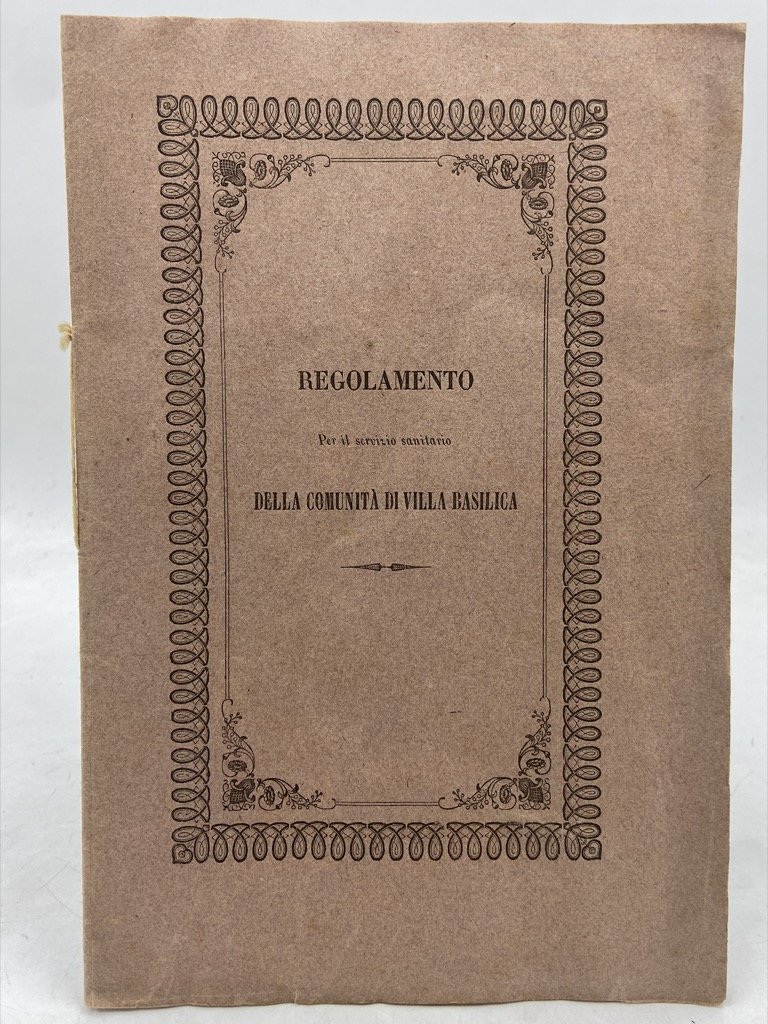 REGOLAMENTO
Per il servizio sanitario
DELLA COMUNITÀ DI VILLA BASILICA